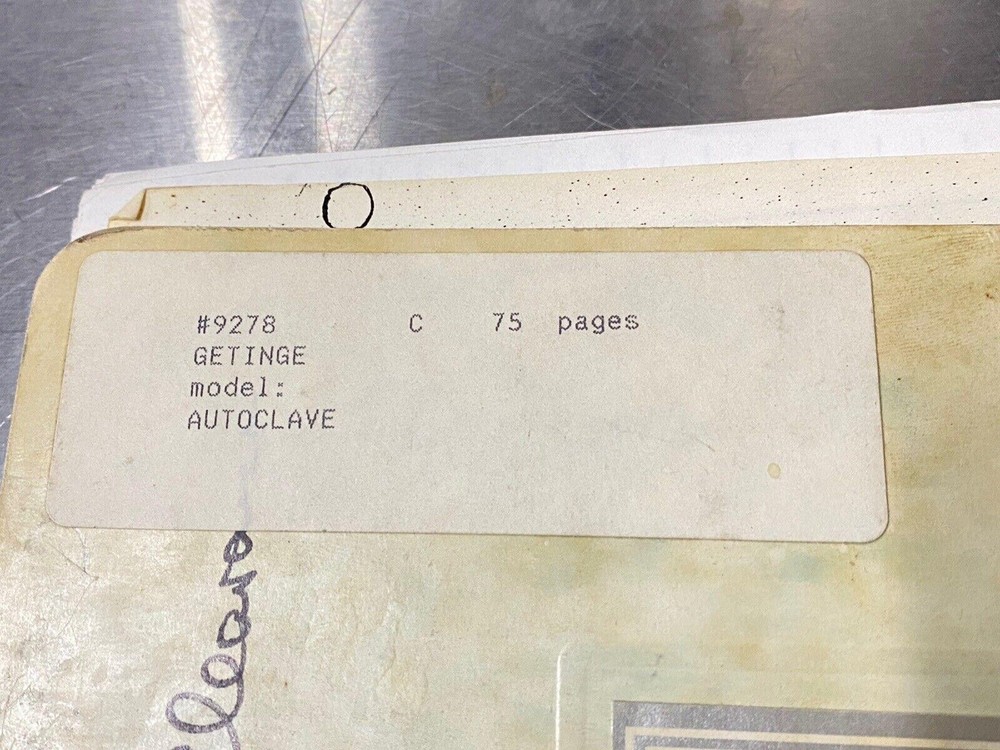 #9278 C 75 pages
GETINGE
model:
AUTOCLAVE